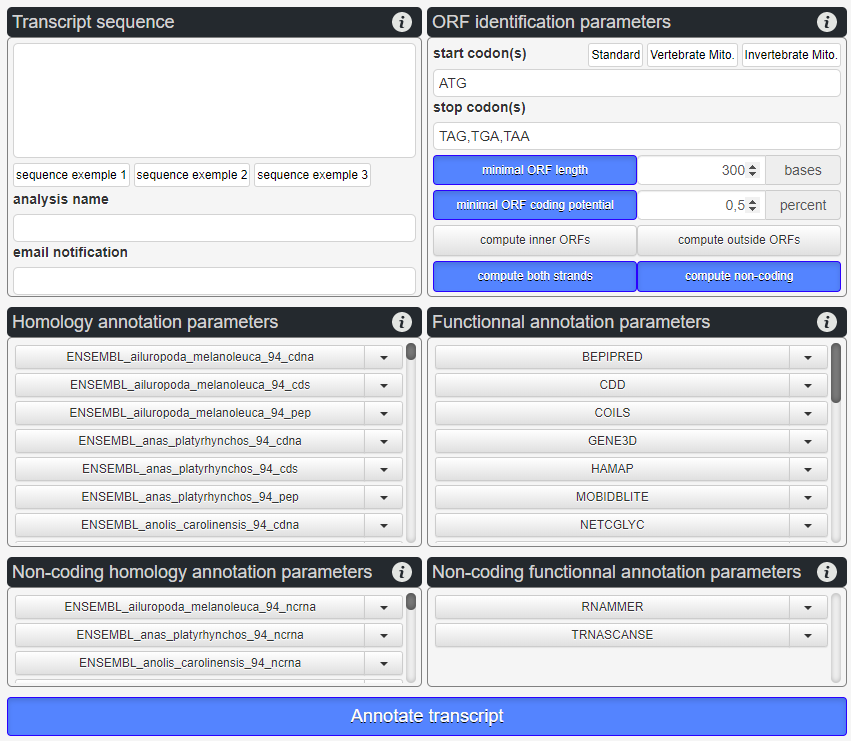 Transcript sequence
sequence exemple 1 sequence exemple 2 sequence exemple 3
analysis name
email notification
ORF identification parameters
start codon(s) Standard Vertebrate Mito. Invertebrate Mito.
ATG
stop codon(s)
TAG,TGA,TAA
minimal ORF length 300 bases
minimal ORF coding potential 0,5 percent
compute inner ORFs compute outside ORFs
compute both strands compute non-coding
Homology annotation parameters
ENSEMBL_ailuropoda_melanoleuca_94_cdna
ENSEMBL_ailuropoda_melanoleuca_94_cds
ENSEMBL_ailuropoda_melanoleuca_94_pep
ENSEMBL_anas_platyrhynchos_94_cdna
ENSEMBL_anas_platyrhynchos_94_cds
ENSEMBL_anas_platyrhynchos_94_pep
ENSEMBL_anolis_carolinensis_94_cdna
Functionnal annotation parameters
BEPIPRED
CDD
COILS
GENE3D
HAMAP
MOBIDBLITE
NETCGLYC
Non-coding homology annotation parameters
ENSEMBL_ailuropoda_melanoleuca_94_ncrna
ENSEMBL_anas_platyrhynchos_94_ncrna
ENSEMBL_anolis_carolinensis_94_ncrna
Non-coding functionnal annotation parameters
RNAMMER
TRNASCANSE
Annotate transcript